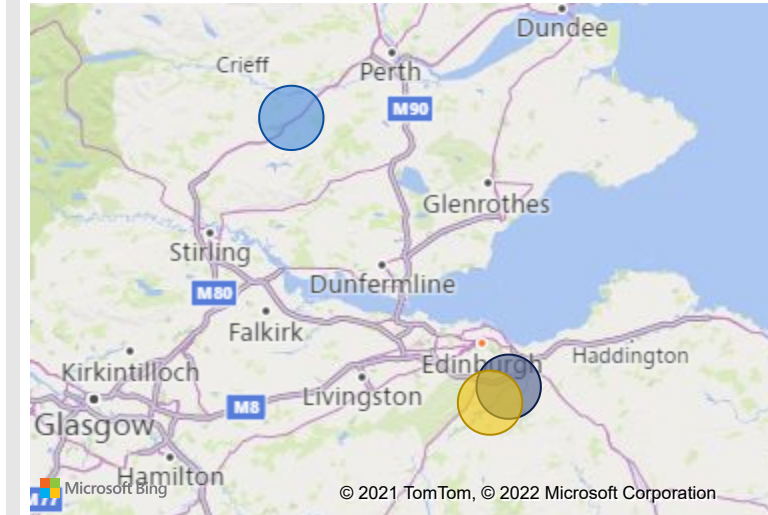 Dundee
Crieff
Perth
M90
Glenrothes
Stirling
Dunfermline
M80
Falkirk
Edinburgh
Haddington
Kirkintilloch
Livingston
M8
Glasgow
Hamilton
Microsoft Bing
M77
© 2021 TomTom, © 2022 Microsoft Corporation